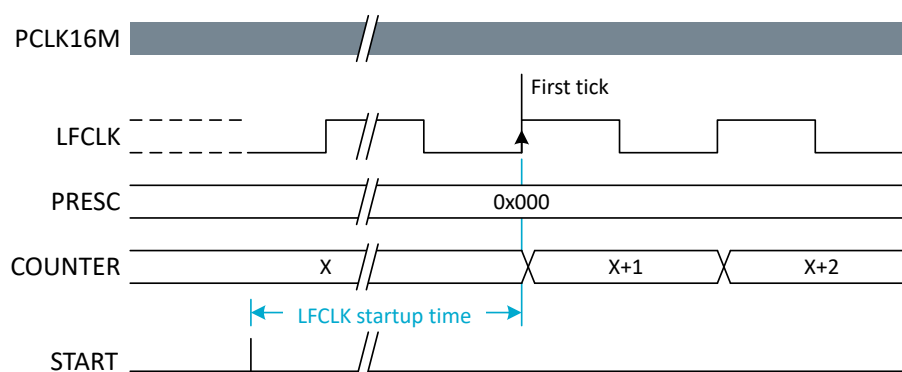 PCLK16M
First tick
LFCLK
PRESC
0x000
COUNTER
X
X+1
X+2
LFCLK startup time
START